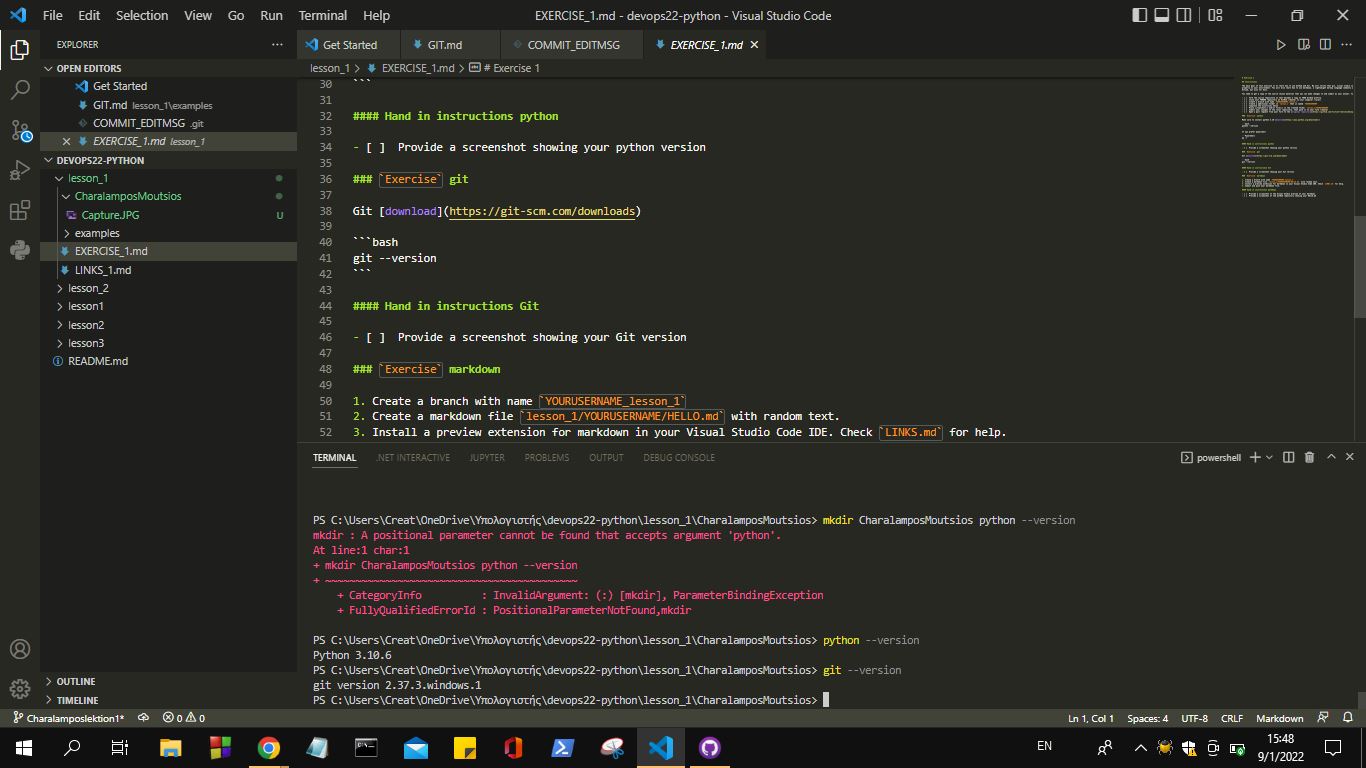 File Edit Selection View Go Run Terminal Help
EXERCISE_1.md - devops22-python - Visual Studio Code
EXPLORER
Get Started
GIT.md
COMMIT_EDITMSG
EXERCISE_1.md
OPEN EDITORS
Get Started
GIT.md lesson_1\examples
COMMIT_EDITMSG .git
EXERCISE_1.md lesson_1
DEVOPS22-PYTHON
lesson_1
CharalamposMoutsios
Capture.JPG U
examples
EXERCISE_1.md
LINKS_1.md
lesson_2
lesson1
lesson2
lesson3
README.md
OUTLINE
TIMELINE
lesson_1 > EXERCISE_1.md > # Exercise 1
30 ```
31
32 #### Hand in instructions python
33
34 - [ ]  Provide a screenshot showing your python version
35
36 ### `Exercise` git
37
38 Git [download](https://git-scm.com/downloads)
39
40 ```bash
41 git --version
42 ```
43
44 #### Hand in instructions Git
45
46 - [ ]  Provide a screenshot showing your Git version
47
48 ### `Exercise` markdown
49
50 1. Create a branch with name `YOURUSERNAME_lesson_1`
51 2. Create a markdown file `lesson_1/YOURUSERNAME/HELLO.md` with random text.
52 3. Install a preview extension for markdown in your Visual Studio Code IDE. Check `LINKS.md` for help.
TERMINAL .NET INTERACTIVE JUPYTER PROBLEMS OUTPUT DEBUG CONSOLE
powershell
PS C:\Users\Creat\OneDrive\Υπολογιστής\devops22-python\lesson_1\CharalamposMoutsios> mkdir CharalamposMoutsios python --version
mkdir : A positional parameter cannot be found that accepts argument 'python'.
At line:1 char:1
+ mkdir CharalamposMoutsios python --version
+ ~~~~~~~~~~~~~~~~~~~~~~~~~~~~~~~~~~~~~~~~~~
+ CategoryInfo          : InvalidArgument: (:) [mkdir], ParameterBindingException
+ FullyQualifiedErrorId : PositionalParameterNotFound,mkdir
PS C:\Users\Creat\OneDrive\Υπολογιστής\devops22-python\lesson_1\CharalamposMoutsios> python --version
Python 3.10.6
PS C:\Users\Creat\OneDrive\Υπολογιστής\devops22-python\lesson_1\CharalamposMoutsios> git --version
git version 2.37.3.windows.1
PS C:\Users\Creat\OneDrive\Υπολογιστής\devops22-python\lesson_1\CharalamposMoutsios>
Charalamposlektion1* 0 0
Ln 1, Col 1 Spaces: 4 UTF-8 CRLF Markdown
EN
15:48
9/1/2022